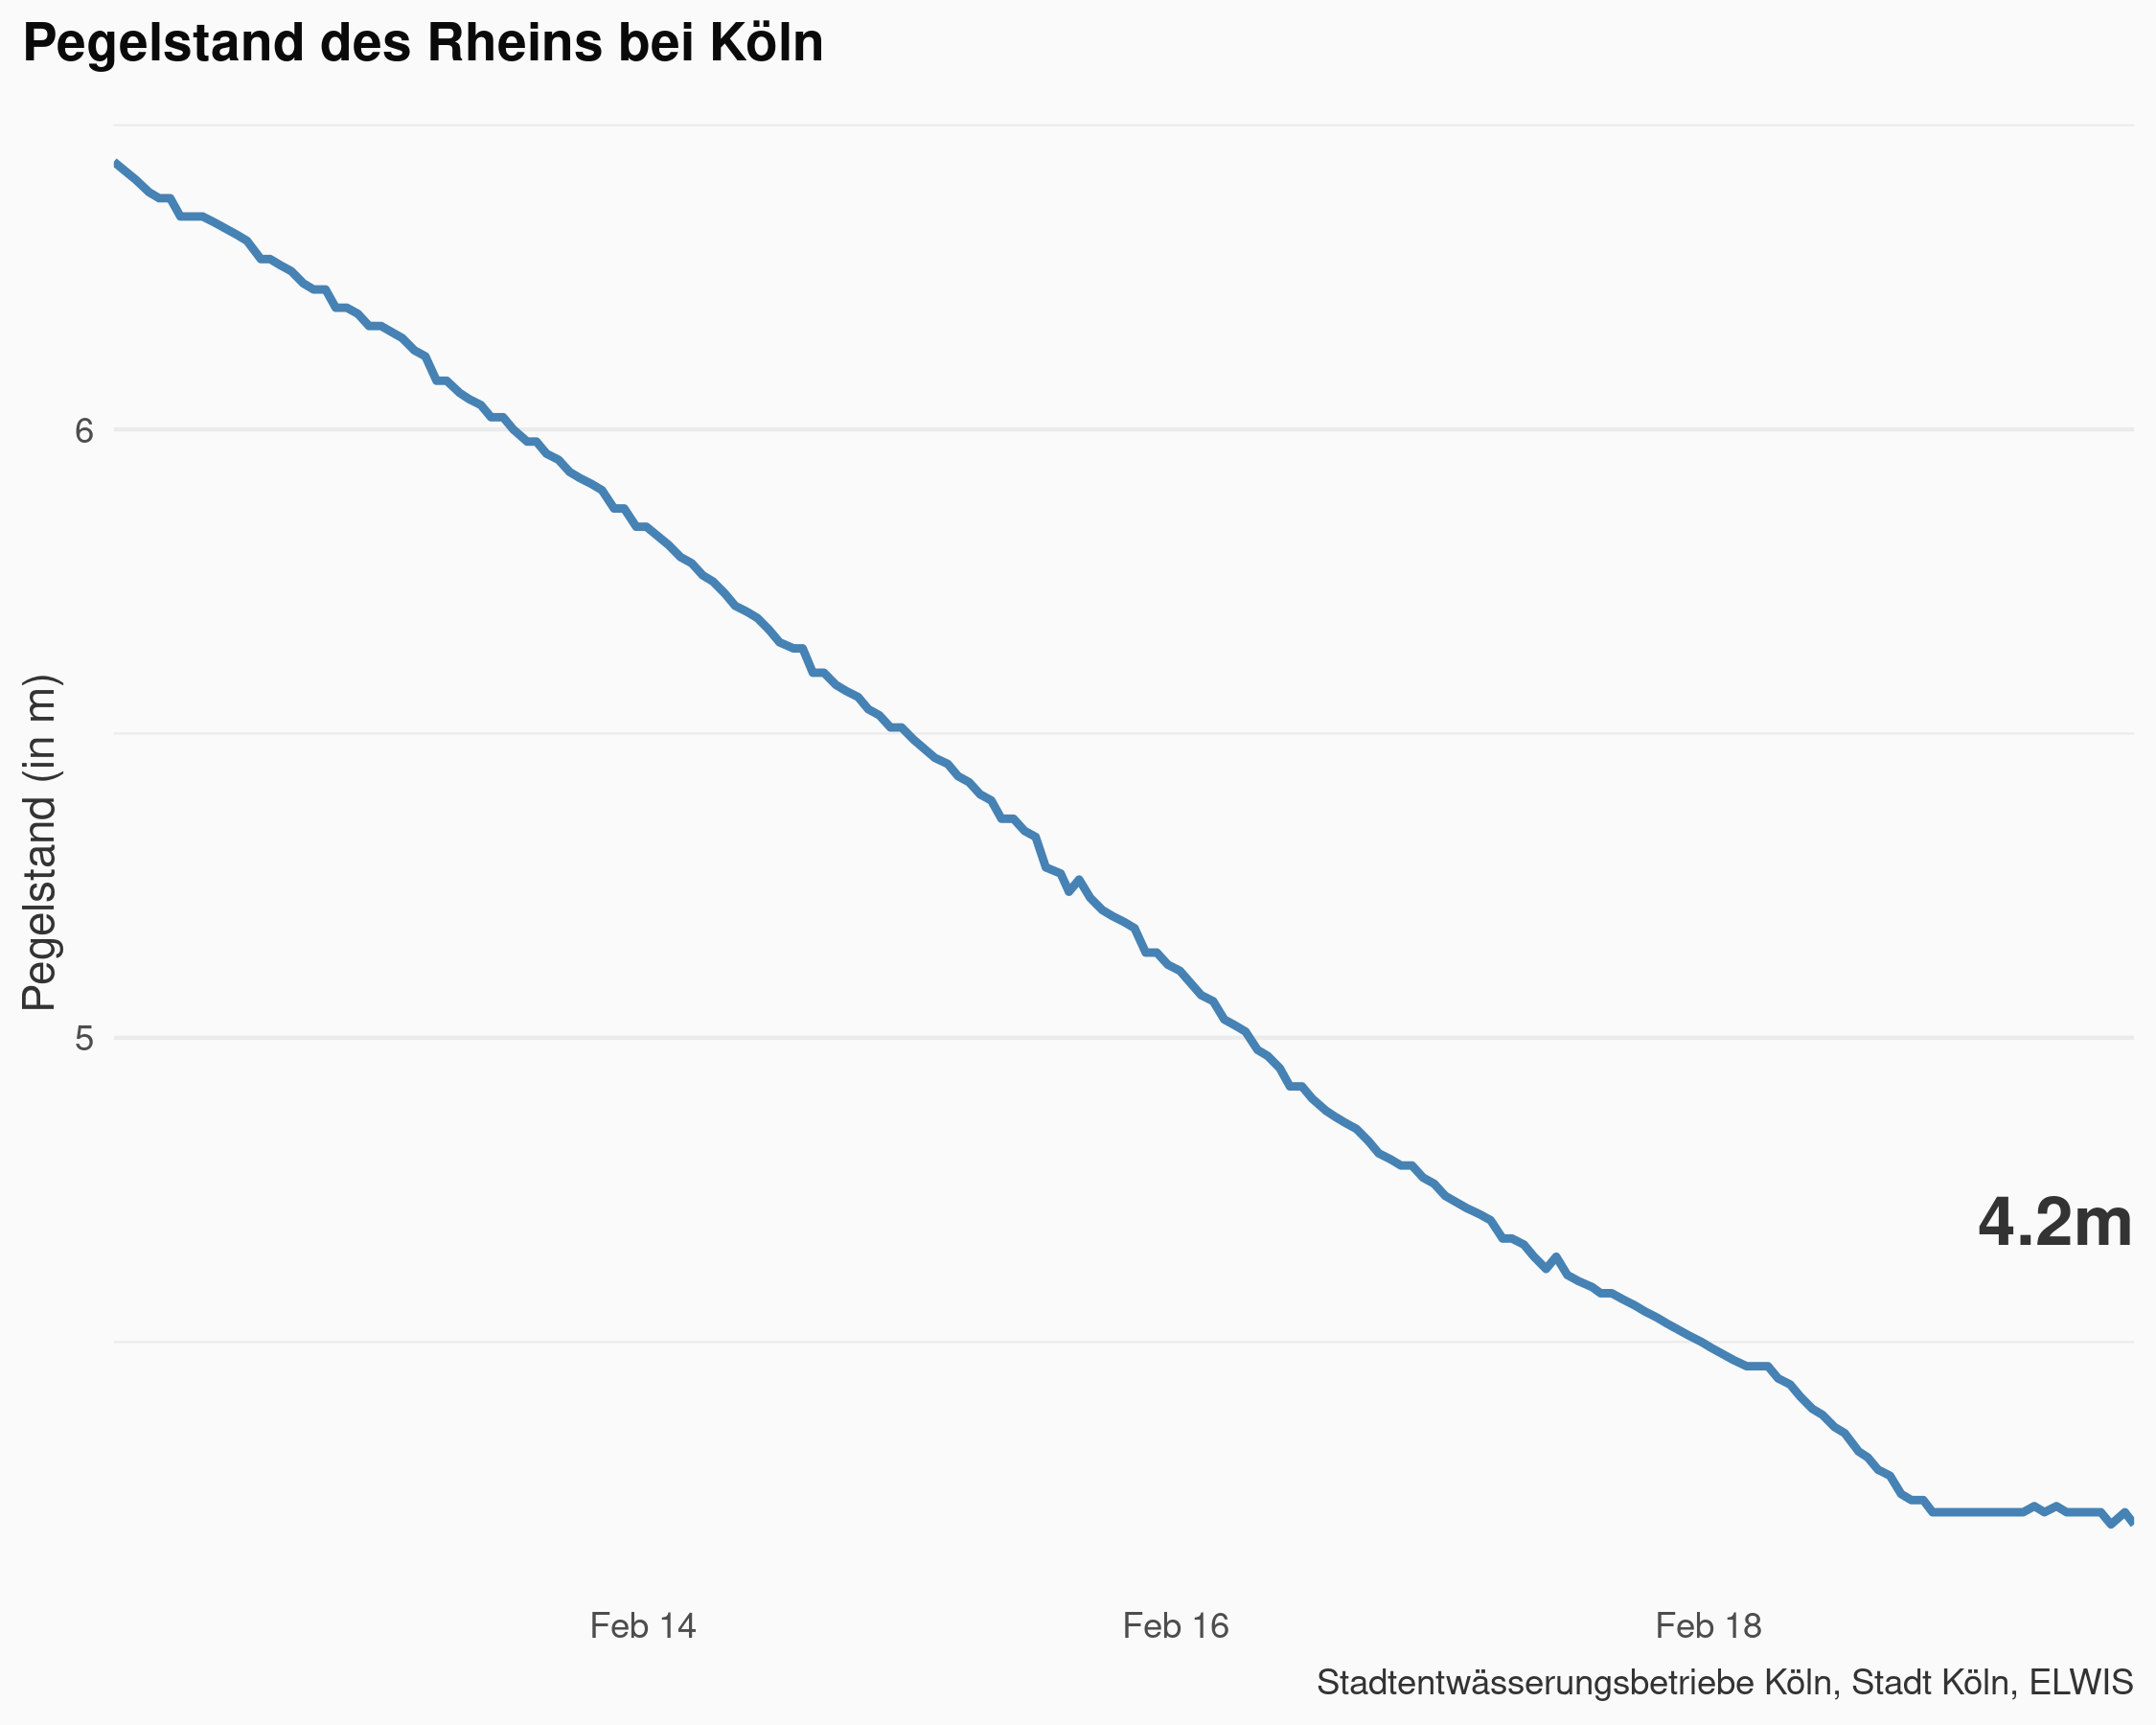 Pegelstand des Rheins bei Köln
Pegelstand (in m)
6
5
4.2m
Feb 14 Feb 16 Feb 18
Stadtentwässerungsbetriebe Köln, Stadt Köln, ELWIS